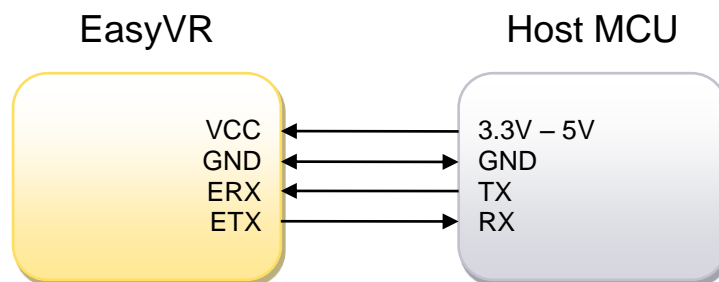 EasyVR Host MCU
VCC 3.3V – 5V
GND GND
ERX TX
ETX RX